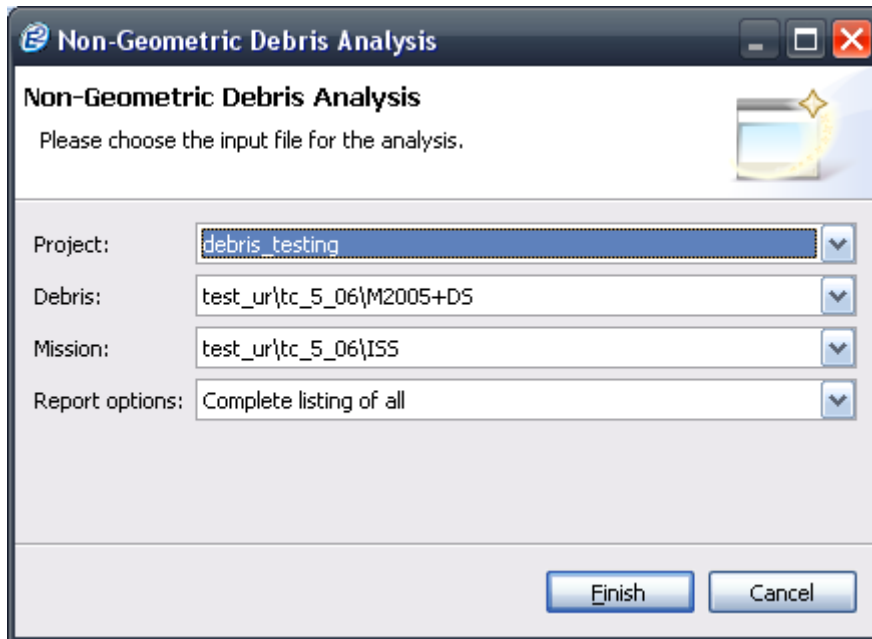 Non-Geometric Debris Analysis
Non-Geometric Debris Analysis
Please choose the input file for the analysis.
Project: debris_testing
Debris: test_ur\tc_5_06\M2005+DS
Mission: test_ur\tc_5_06\ISS
Report options: Complete listing of all
Finish Cancel